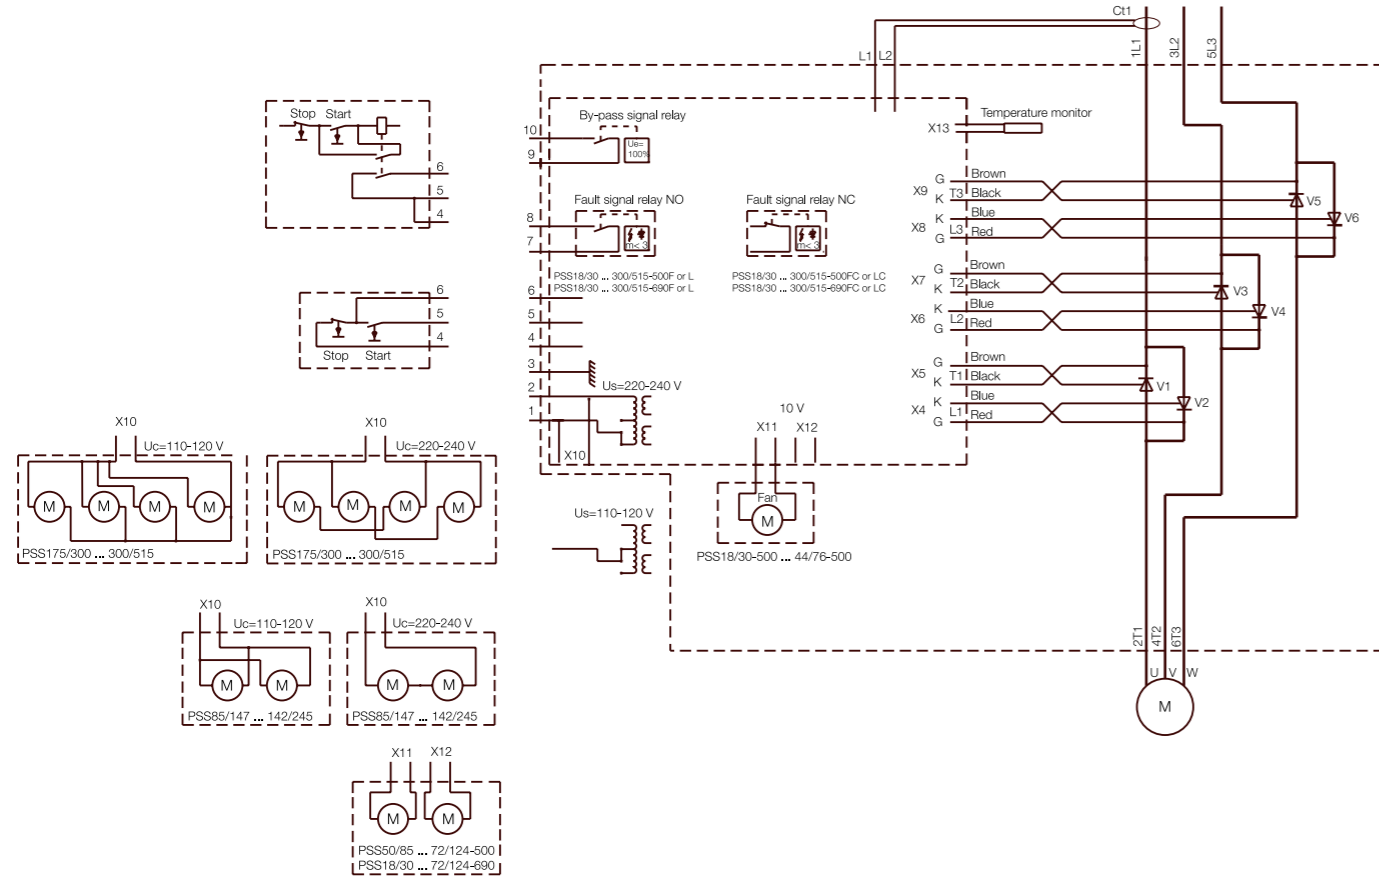 Ct1
1L1
3L2
5L3
L1 L2
Stop Start
6
5
4
By-pass signal relay
10
9
Ue=
100%
Temperature monitor
X13
Fault signal relay NO
8
7
m< 3
PSS18/30 ... 300/515-500F or L
PSS18/30 ... 300/515-690F or L
Fault signal relay NC
m< 3
PSS18/30 ... 300/515-500FC or LC
PSS18/30 ... 300/515-690FC or LC
X9 G Brown
K T3 Black
X8 K Blue
G L3 Red
V5
V6
X7 G Brown
K T2 Black
X6 K Blue
G L2 Red
V3
V4
X5 G Brown
K T1 Black
X4 K Blue
G L1 Red
V1
V2
6
5
4
Stop Start
6
5
4
3
2
1
Us=220-240 V
X10
10 V
X11 X12
Fan
M
PSS18/30-500 ... 44/76-500
Us=110-120 V
X10
Uc=110-120 V
M M M M
PSS175/300 ... 300/515
X10
Uc=220-240 V
M M M M
PSS175/300 ... 300/515
X10
Uc=110-120 V
M M
PSS85/147 ... 142/245
X10
Uc=220-240 V
M M
PSS85/147 ... 142/245
X11 X12
M M
PSS50/85 ... 72/124-500
PSS18/30 ... 72/124-690
2T1
4T2
6T3
U V W
M